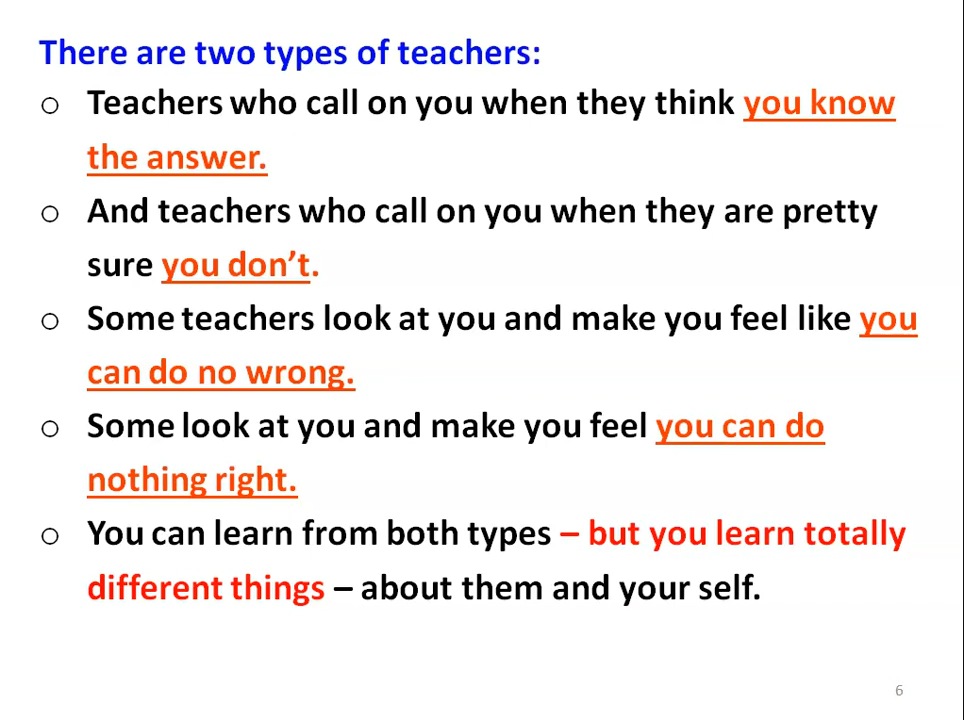 There are two types of teachers:
o Teachers who call on you when they think you know
the answer.
o And teachers who call on you when they are pretty
sure you don’t.
o Some teachers look at you and make you feel like you
can do no wrong.
o Some look at you and make you feel you can do
nothing right.
o You can learn from both types – but you learn totally
different things – about them and your self.
6